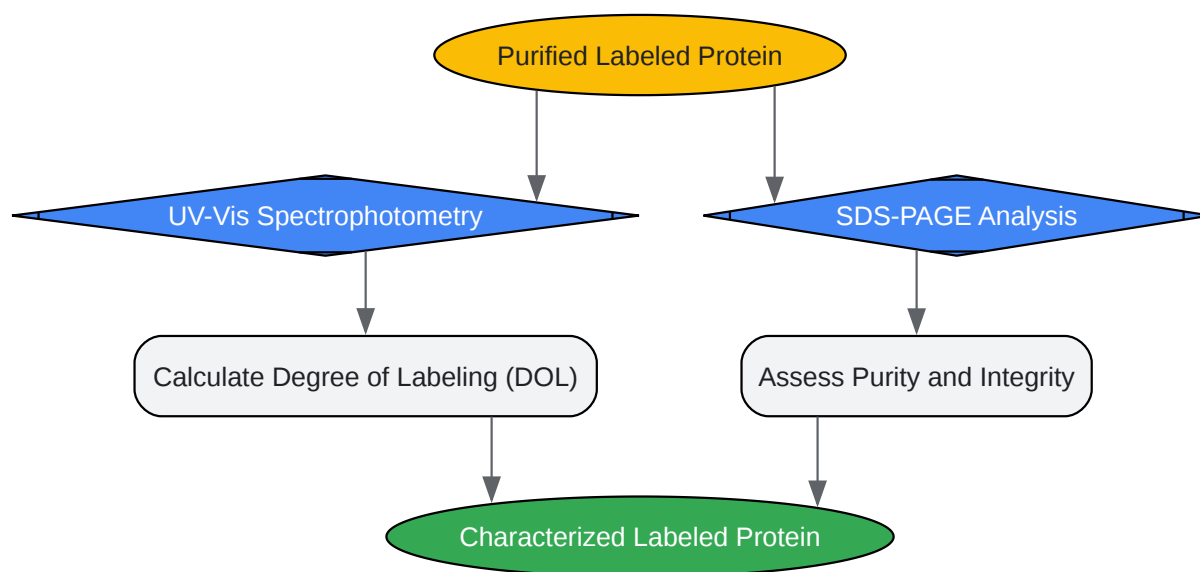 Purified Labeled Protein
UV-Vis Spectrophotometry
SDS-PAGE Analysis
Calculate Degree of Labeling (DOL)
Assess Purity and Integrity
Characterized Labeled Protein